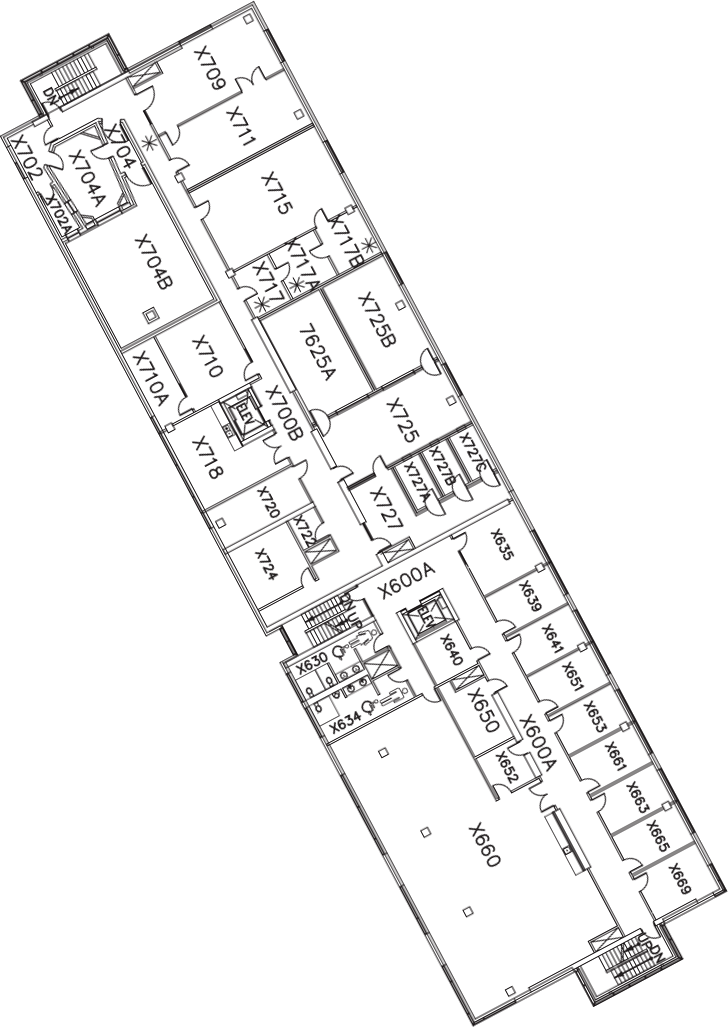 X709
DN
X711
X702
X704
X704A
X715
X702A
X717B
X704B
X717A
X717
X725B
X710
7625A
X710A
X700B
ELEV
X725
X718
X727C
X727B
X727A
X720
X727
X722
X635
X724
X600A
X639
DN
UP
ELEV
X641
X640
X630
X651
X650
X653
X634
X600A
X661
X652
X663
X660
X665
X669
UP
DN